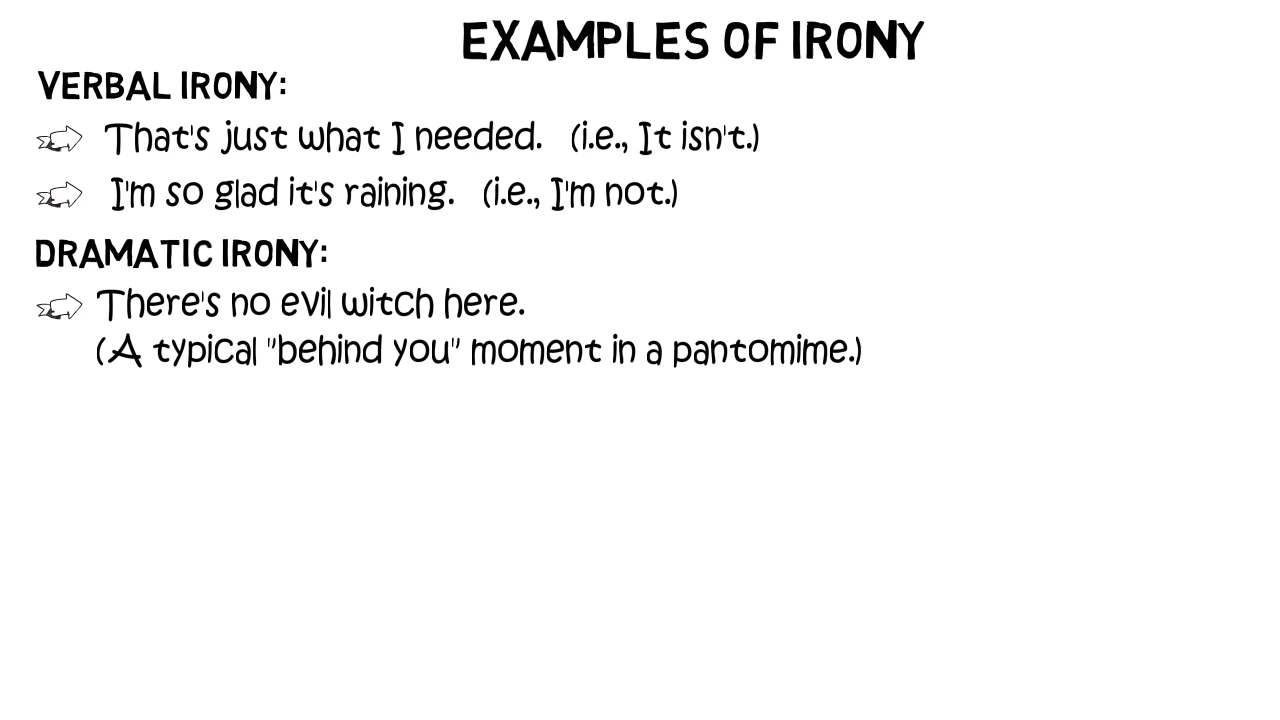 EXAMPLES OF IRONY
VERBAL IRONY:
That's just what I needed. (i.e., It isn't.)
I'm so glad it's raining. (i.e., I'm not.)
DRAMATIC IRONY:
There's no evil witch here.
(A typical "behind you" moment in a pantomime.)